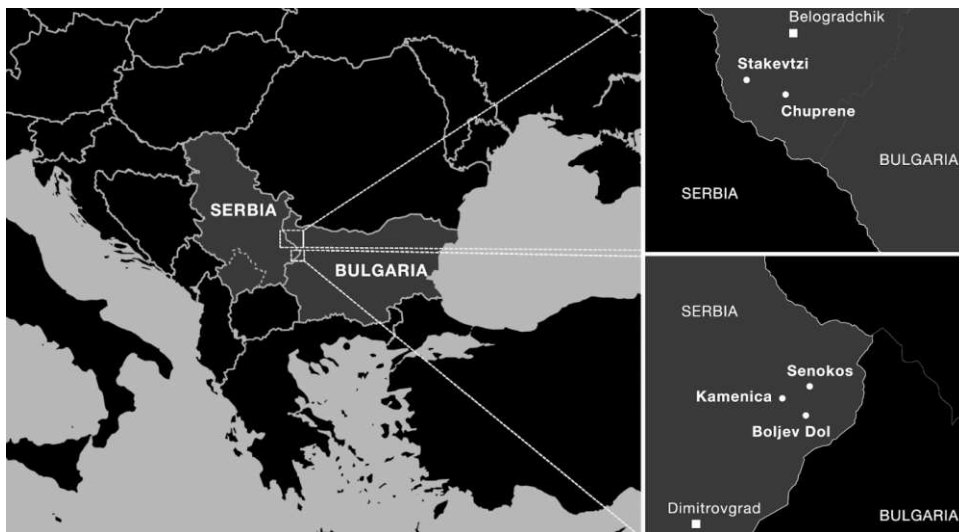 SERBIA
BULGARIA
Belogradchik
Stakevtzi
Chuprene
BULGARIA
SERBIA
SERBIA
Senokos
Kamenica
Boljev Dol
Dimitrovgrad
BULGARIA